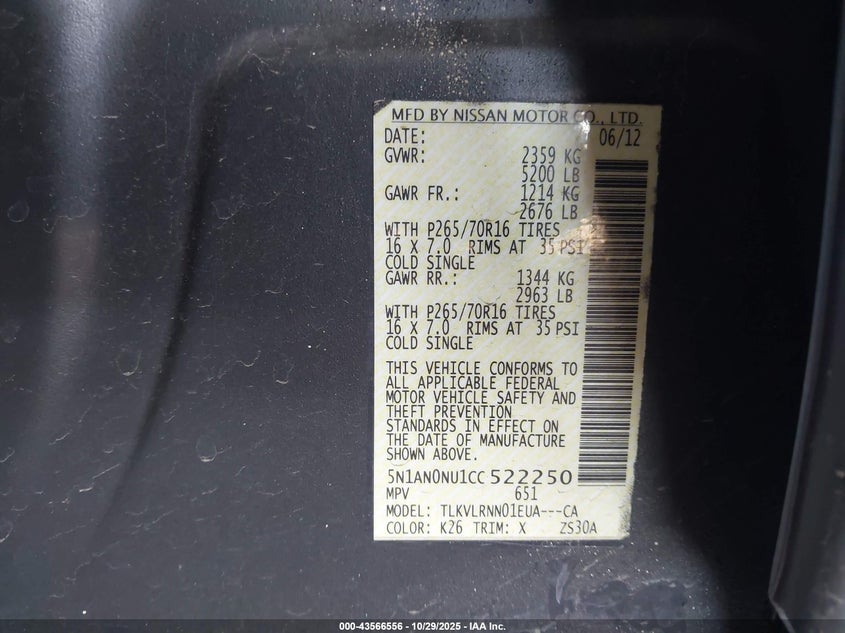 MFD BY NISSAN MOTOR CO., LTD.
DATE: 06/12
GVWR: 2359 KG
5200 LB
GAWR FR.: 1214 KG
2676 LB
WITH P265/70R16 TIRES
16 X 7.0 RIMS AT 35 PSI
COLD SINGLE
GAWR RR.: 1344 KG
2963 LB
WITH P265/70R16 TIRES
16 X 7.0 RIMS AT 35 PSI
COLD SINGLE
THIS VEHICLE CONFORMS TO
ALL APPLICABLE FEDERAL
MOTOR VEHICLE SAFETY AND
THEFT PREVENTION
STANDARDS IN EFFECT ON
THE DATE OF MANUFACTURE
SHOWN ABOVE.
5N1AN0NU1CC522250
MPV 651
MODEL: TLKVLRNN01EUA---CA
COLOR: K26 TRIM: X ZS30A
000-43566556 - 10/29/2025 - IAA Inc.